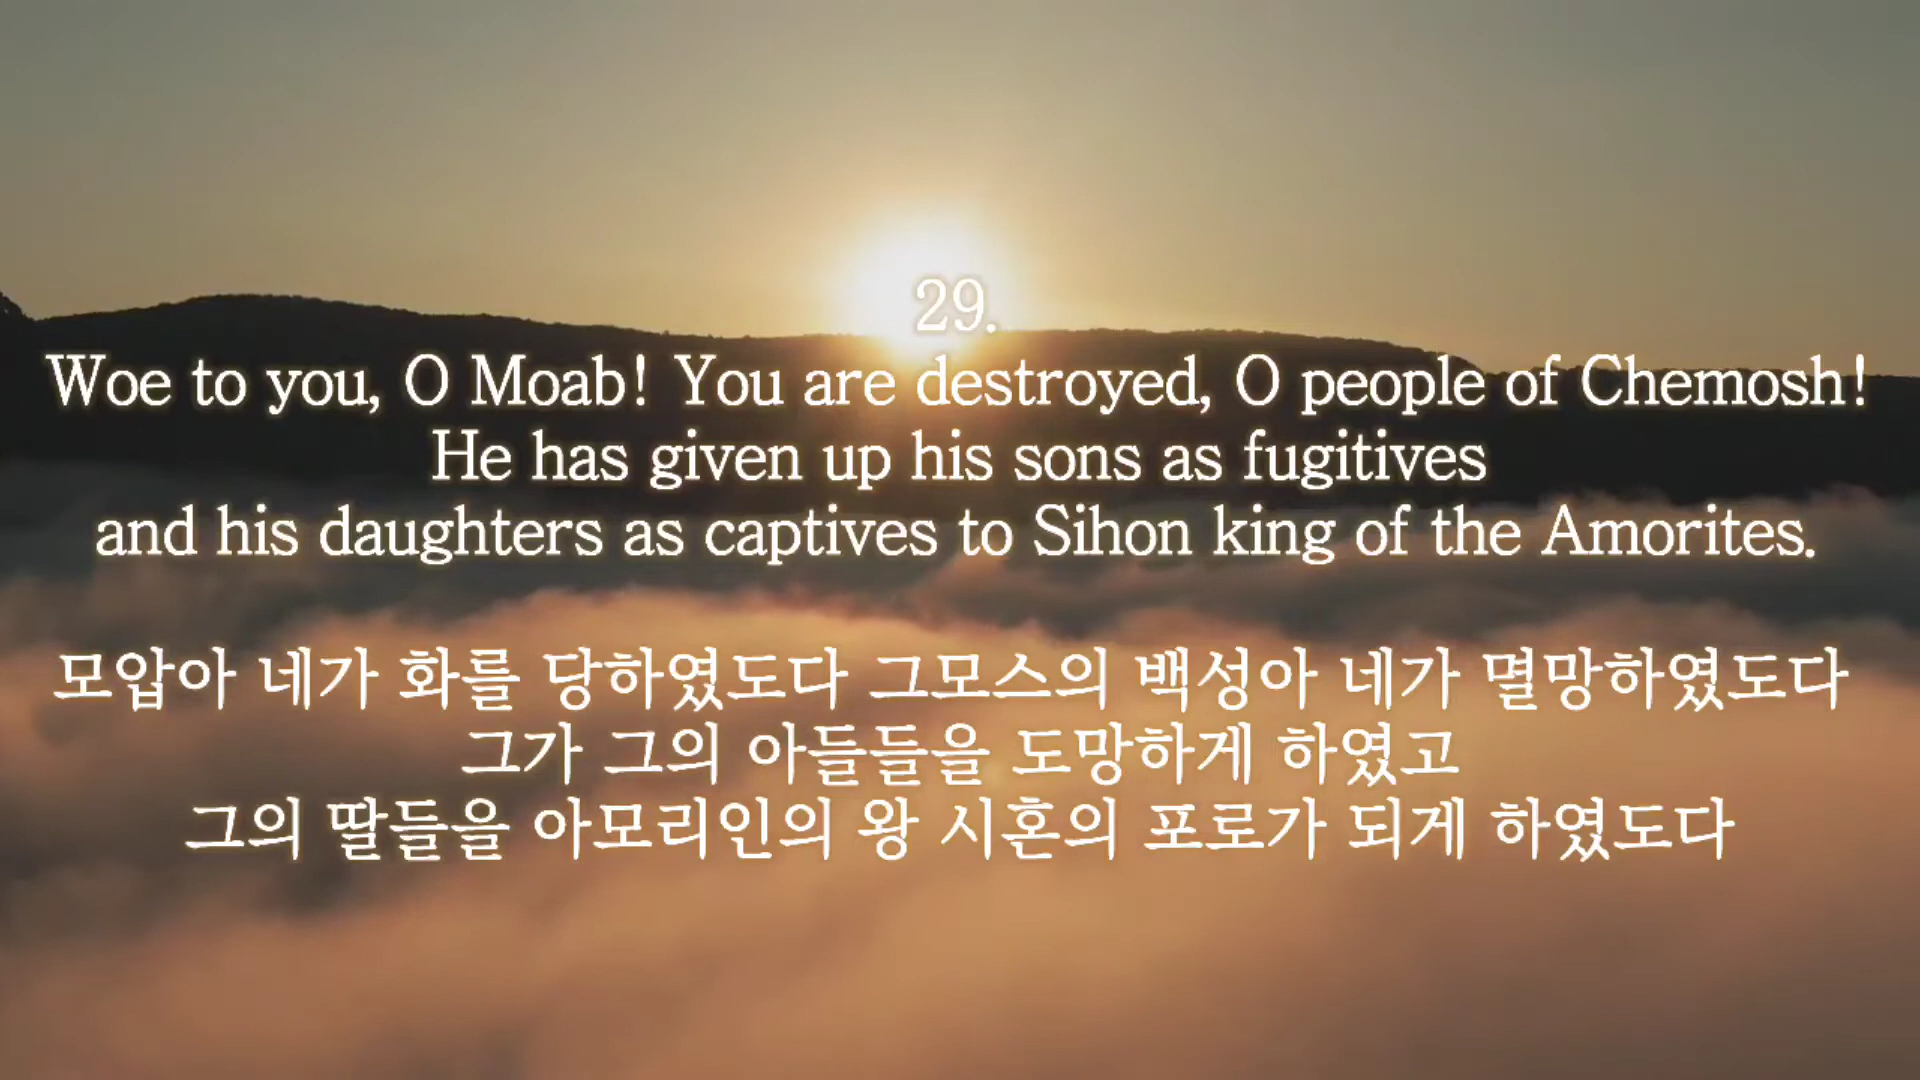 29.
Woe to you, O Moab! You are destroyed, O people of Chemosh!
He has given up his sons as fugitives
and his daughters as captives to Sihon king of the Amorites.
모압아 네가 화를 당하였도다 그모스의 백성아 네가 멸망하였도다
그가 그의 아들들을 도망하게 하였고
그의 딸들을 아모리인의 왕 시혼의 포로가 되게 하였도다